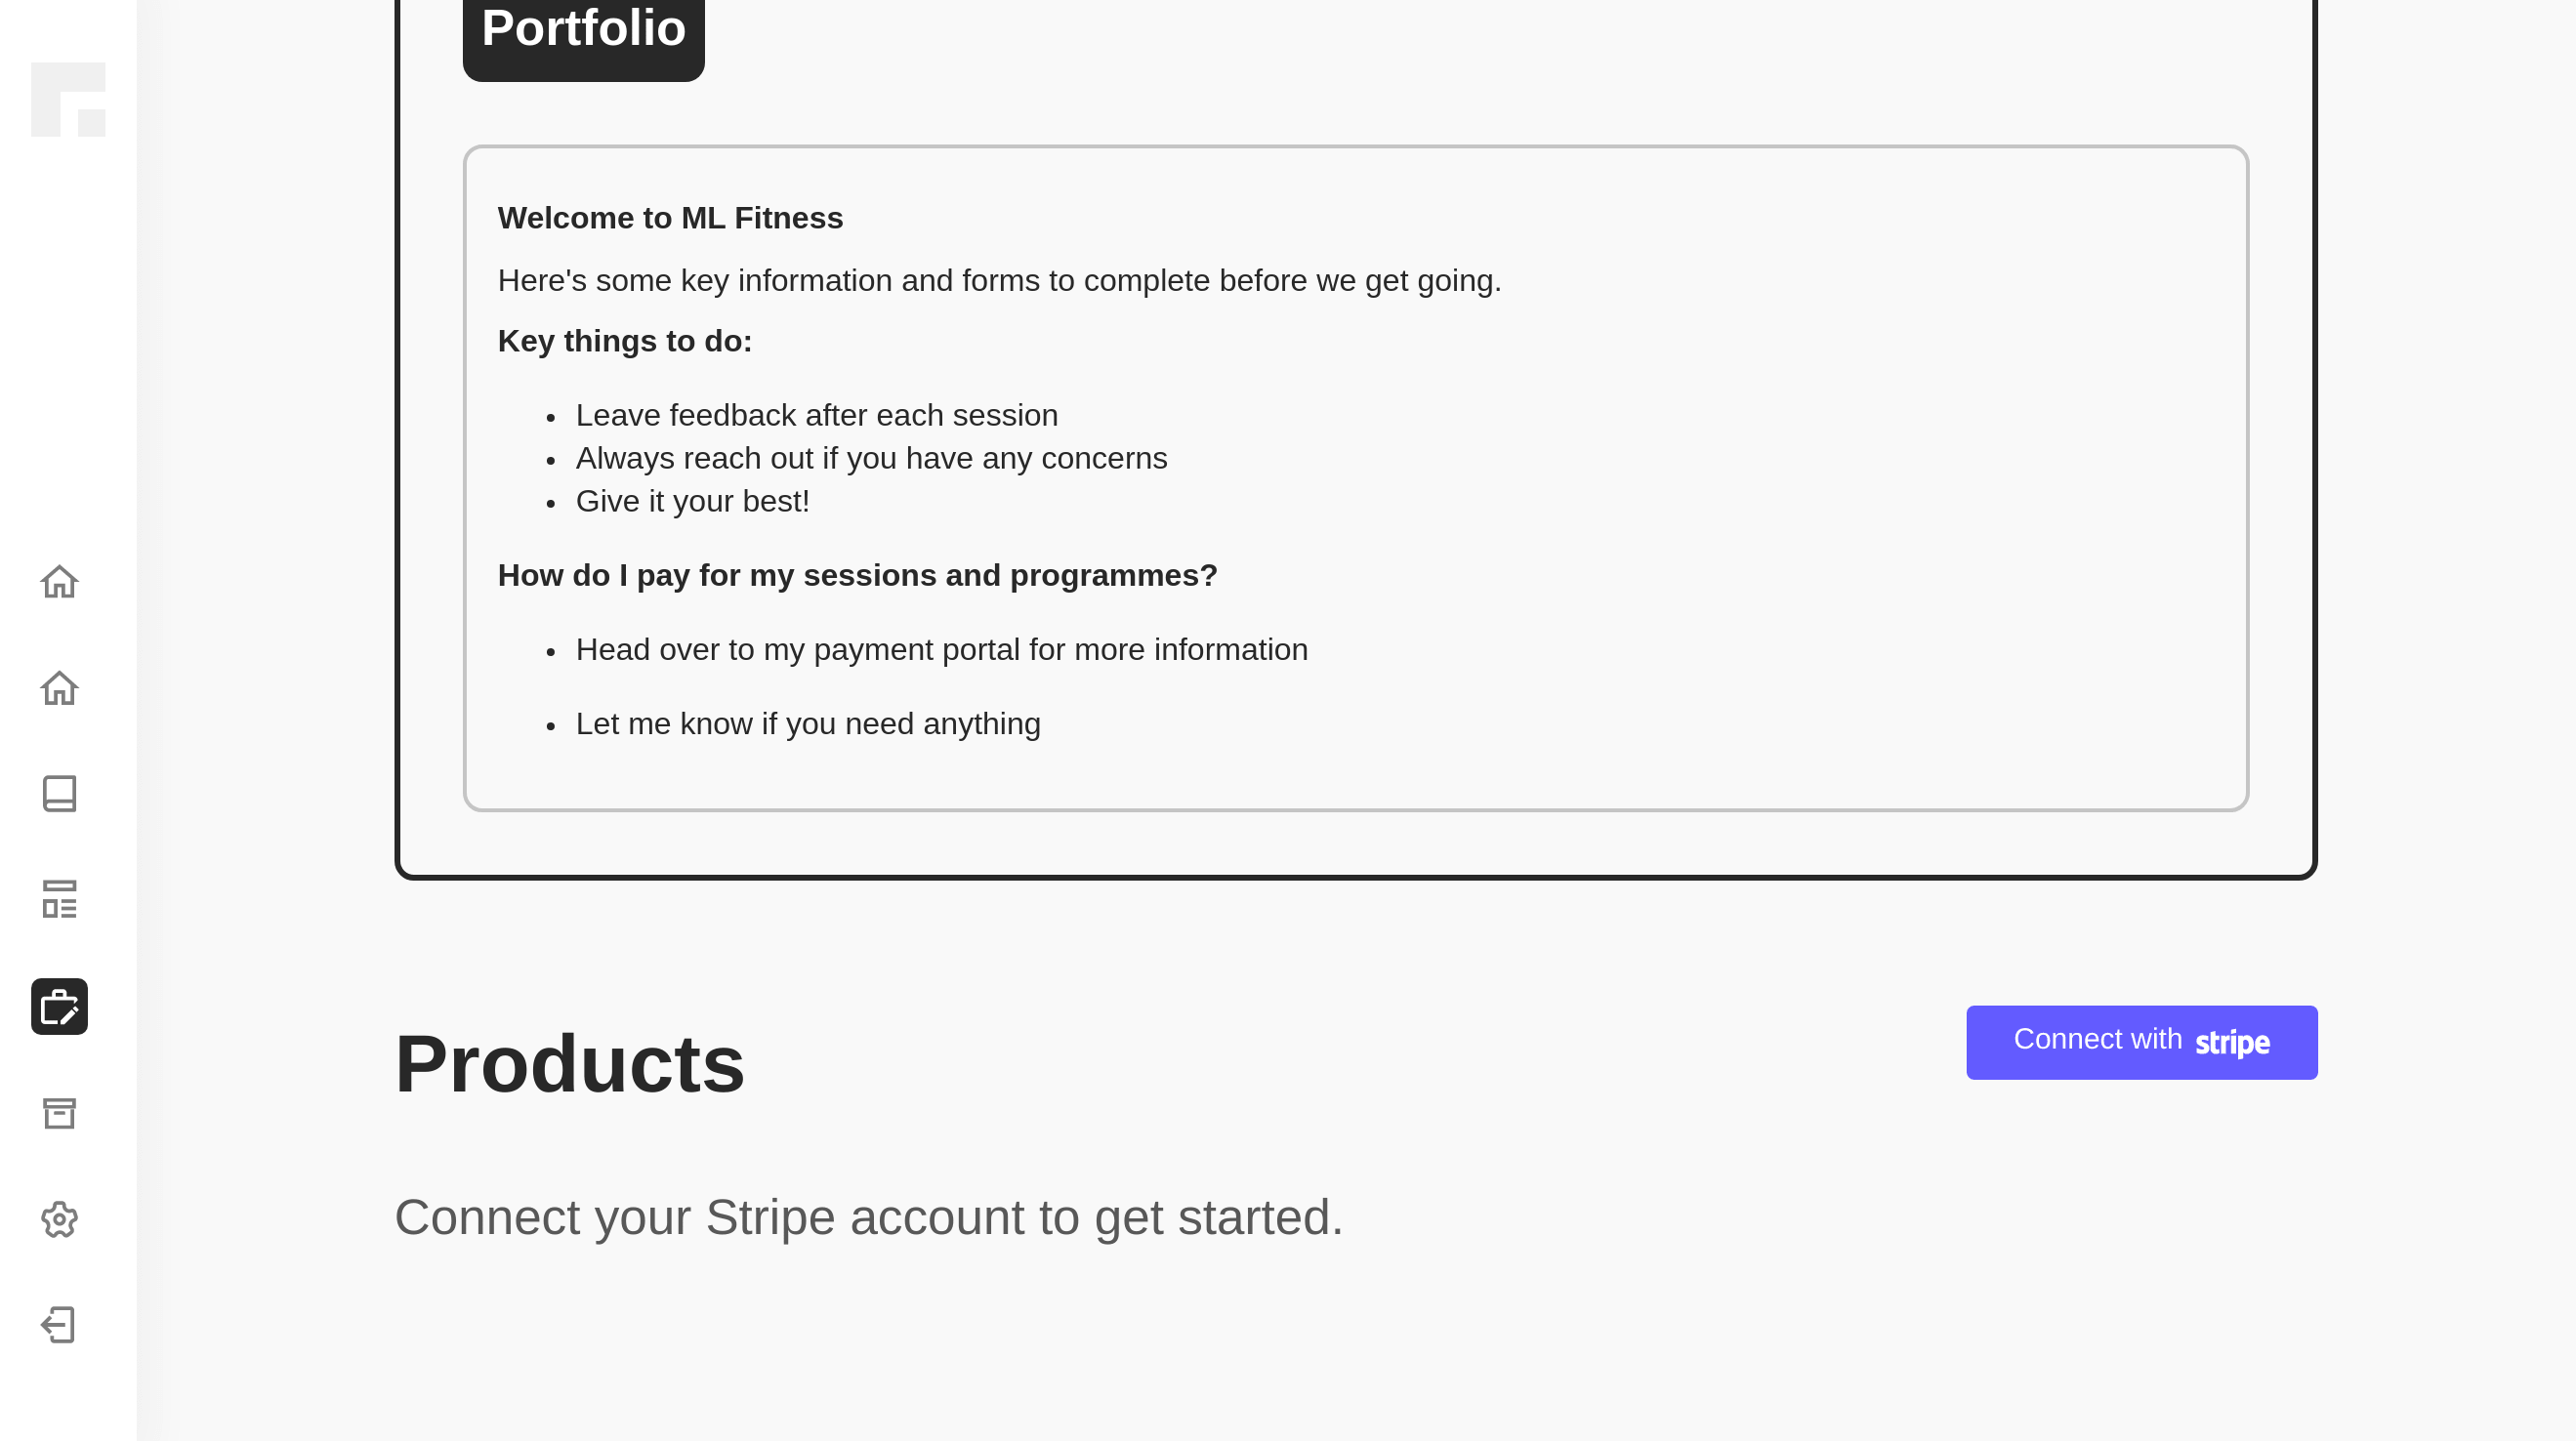 Portfolio
Welcome to ML Fitness
Here's some key information and forms to complete before we get going.
Key things to do:
Leave feedback after each session
Always reach out if you have any concerns
Give it your best!
How do I pay for my sessions and programmes?
Head over to my payment portal for more information
Let me know if you need anything
Products
Connect with stripe
Connect your Stripe account to get started.